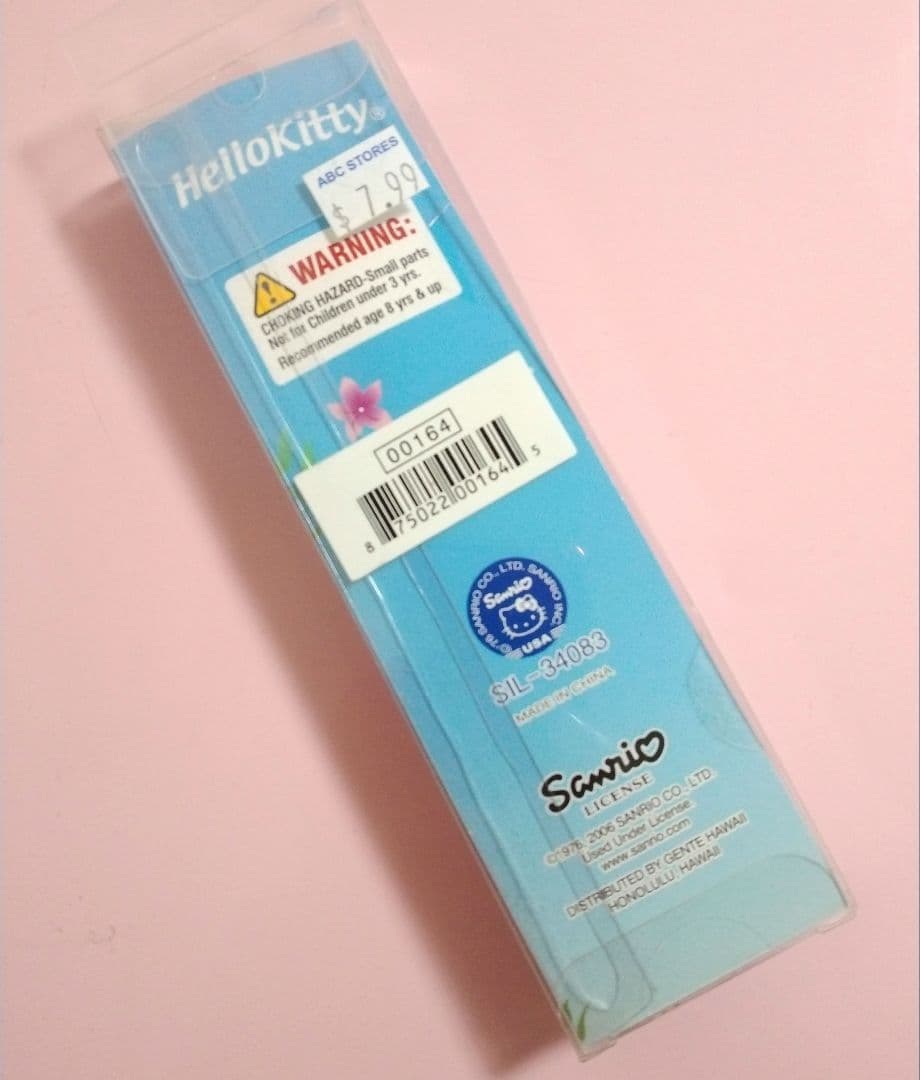 HelloKitty®
ABC STORES
$ 7.99
WARNING:
CHOKING HAZARD-Small parts
Not for Children under 3 yrs.
Recommended age 8 yrs & up
00164
8 75022 00164 5
©'76 SANRIO CO., LTD. SANRIO INC.
Sanrio
USA
SIL-34083
MADE IN CHINA
Sanrio
LICENSE
©1976, 2006 SANRIO CO., LTD.
Used Under License
www.sanrio.com
DISTRIBUTED BY GENTE HAWAII
HONOLULU, HAWAII